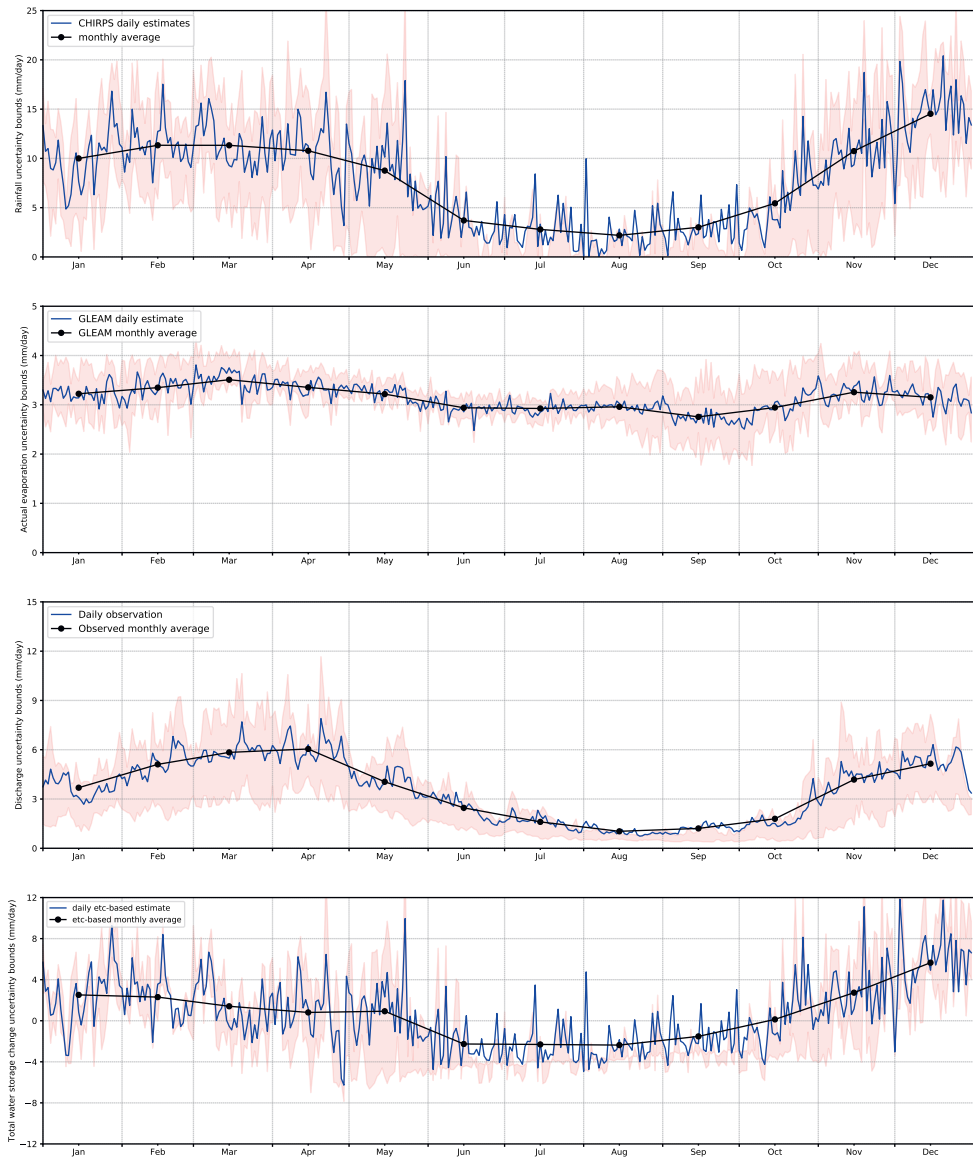 Rainfall uncertainty bounds (mm/day)
25
20
15
10
5
0
CHIRPS daily estimates
monthly average
Jan Feb Mar Apr May Jun Jul Aug Sep Oct Nov Dec
Actual evaporation uncertainty bounds (mm/day)
5
4
3
2
1
0
GLEAM daily estimate
GLEAM monthly average
Jan Feb Mar Apr May Jun Jul Aug Sep Oct Nov Dec
Discharge uncertainty bounds (mm/day)
15
12
9
6
3
0
Daily observation
Observed monthly average
Jan Feb Mar Apr May Jun Jul Aug Sep Oct Nov Dec
Total water storage change uncertainty bounds (mm/day)
12
8
4
0
−4
−8
−12
daily etc-based estimate
etc-based monthly average
Jan Feb Mar Apr May Jun Jul Aug Sep Oct Nov Dec